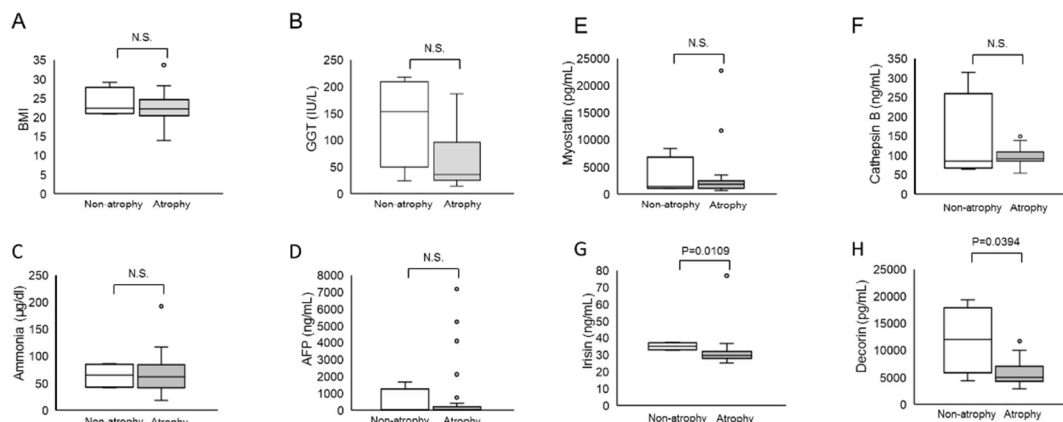 A
N.S.
35
30
25
20
15
10
5
0
BMI
Non-atrophy Atrophy
B
N.S.
250
200
150
100
50
0
GGT (IU/L)
Non-atrophy Atrophy
E
N.S.
25000
20000
15000
10000
5000
0
Myostatin (pg/mL)
Non-atrophy Atrophy
F
N.S.
350
300
250
200
150
100
50
0
Cathepsin B (ng/mL)
Non-atrophy Atrophy
C
N.S.
250
200
150
100
50
0
Ammonia (μg/dl)
Non-atrophy Atrophy
D
N.S.
8000
7000
6000
5000
4000
3000
2000
1000
0
AFP (ng/mL)
Non-atrophy Atrophy
G
P=0.0109
90
80
70
60
50
40
30
20
10
0
Irisin (ng/mL)
Non-atrophy Atrophy
H
P=0.0394
25000
20000
15000
10000
5000
0
Decorin (pg/mL)
Non-atrophy Atrophy